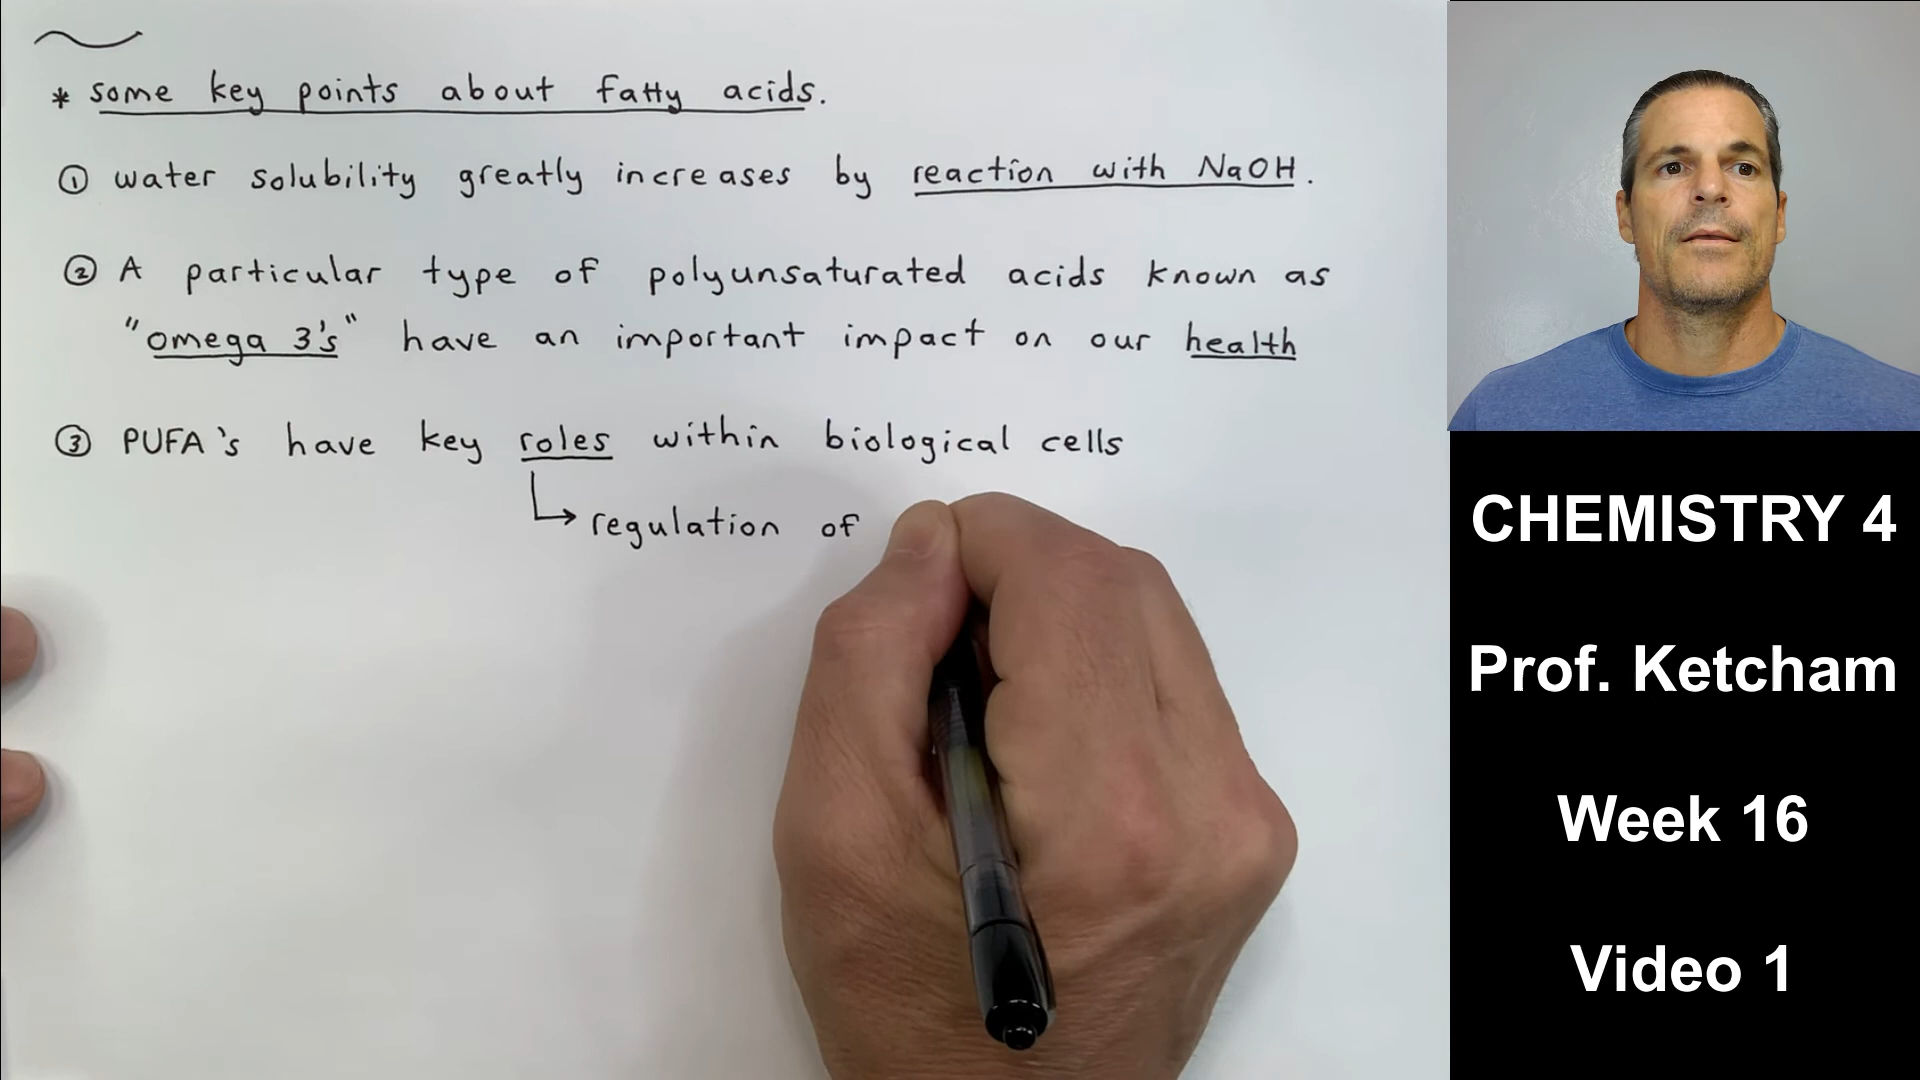 * some key points about fatty acids.
① water solubility greatly increases by reaction with NaOH.
② A particular type of polyunsaturated acids known as
"omega 3's" have an important impact on our health
③ PUFA's have key roles within biological cells
↳ regulation of
CHEMISTRY 4
Prof. Ketcham
Week 16
Video 1